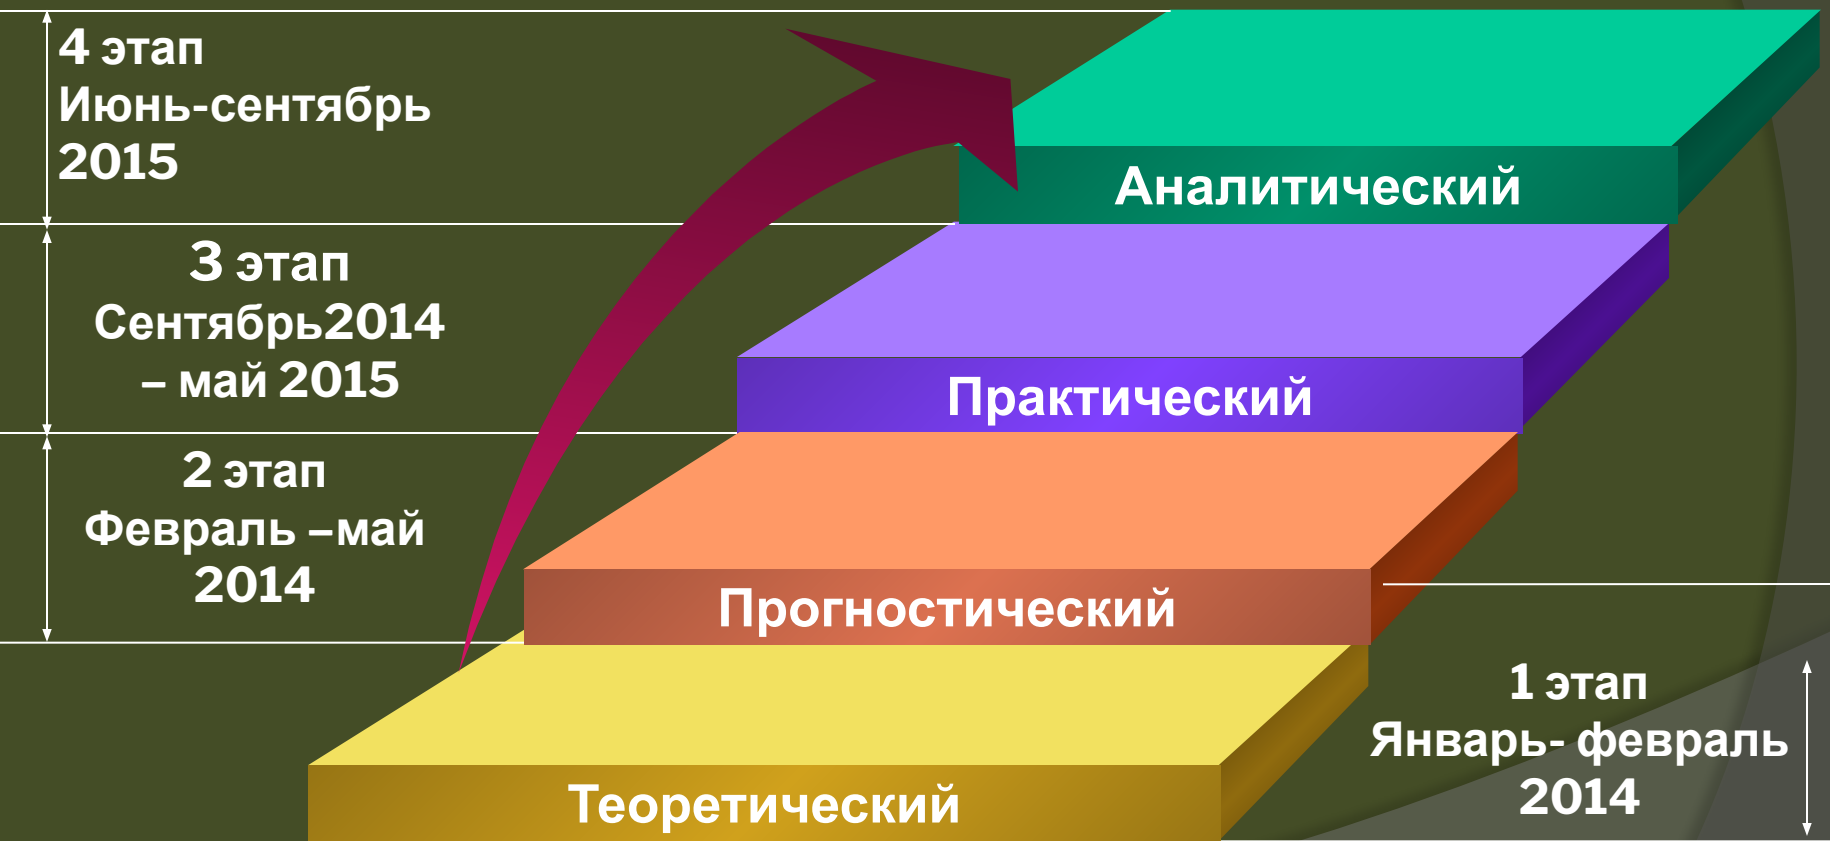 4 этап
Июнь-сентябрь
2015
Аналитический
3 этап
Сентябрь2014
– май 2015
Практический
2 этап
Февраль –май
2014
Прогностический
1 этап
Январь- февраль
2014
Теоретический